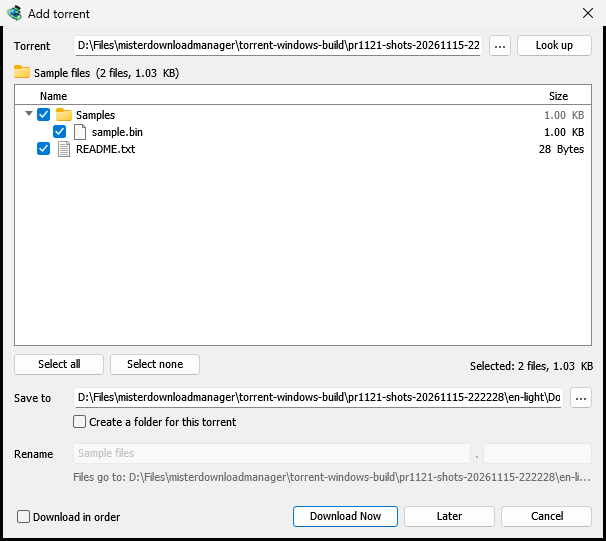 Add torrent
Torrent D:\Files\misterdownloadmanager\torrent-windows-build\pr1121-shots-20261115-22 ... Look up
Sample files (2 files, 1.03 KB)
Name Size
Samples 1.00 KB
sample.bin 1.00 KB
README.txt 28 Bytes
Select all Select none Selected: 2 files, 1.03 KB
Save to D:\Files\misterdownloadmanager\torrent-windows-build\pr1121-shots-20261115-222228\en-light\Do ...
Create a folder for this torrent
Rename Sample files .
Files go to: D:\Files\misterdownloadmanager\torrent-windows-build\pr1121-shots-20261115-222228\en-li...
Download in order Download Now Later Cancel